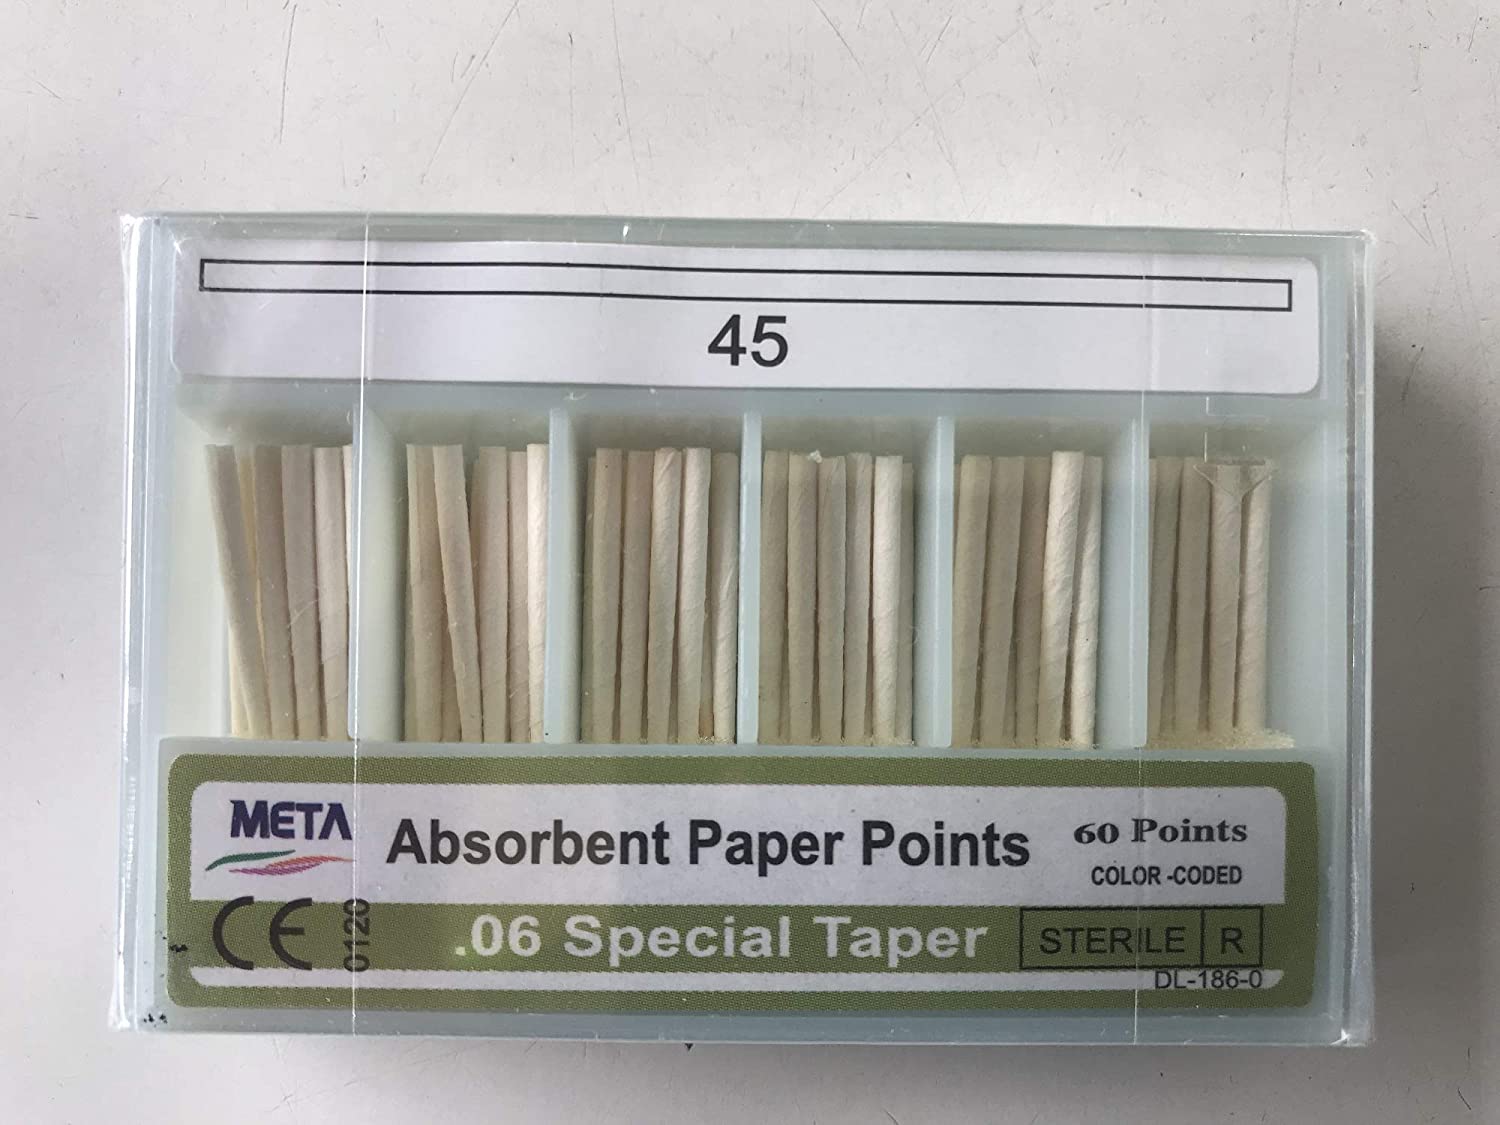 45
META
Absorbent Paper Points
60 Points
COLOR -CODED
CE 0120
.06 Special Taper
STERILE R
DL-186-0